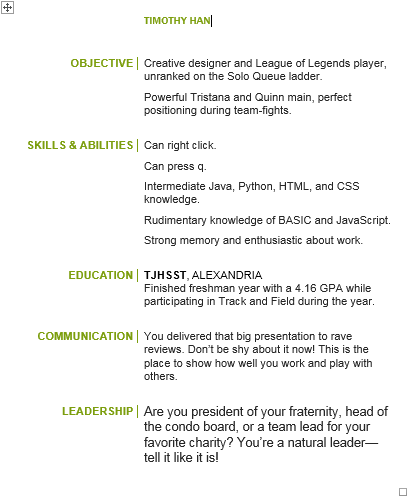 TIMOTHY HAN
OBJECTIVE Creative designer and League of Legends player,
unranked on the Solo Queue ladder.
Powerful Tristana and Quinn main, perfect
positioning during team-fights.
SKILLS & ABILITIES Can right click.
Can press q.
Intermediate Java, Python, HTML, and CSS
knowledge.
Rudimentary knowledge of BASIC and JavaScript.
Strong memory and enthusiastic about work.
EDUCATION TJHSST, ALEXANDRIA
Finished freshman year with a 4.16 GPA while
participating in Track and Field during the year.
COMMUNICATION You delivered that big presentation to rave
reviews. Don’t be shy about it now! This is the
place to show how well you work and play with
others.
LEADERSHIP Are you president of your fraternity, head of
the condo board, or a team lead for your
favorite charity? You’re a natural leader—
tell it like it is!